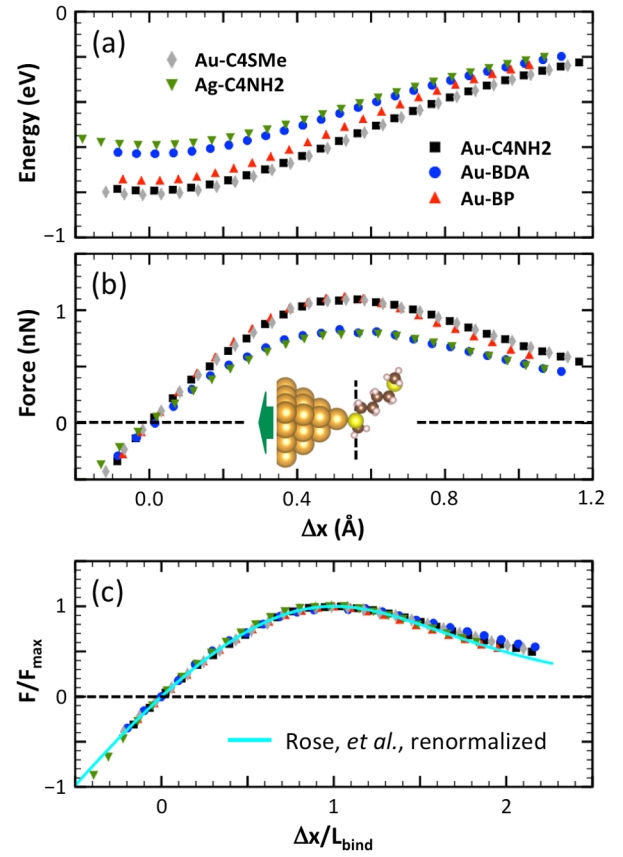 (a)
Au-C4SMe
Ag-C4NH2
Au-C4NH2
Au-BDA
Au-BP
Energy (eV)
0
−1
(b)
Force (nN)
1
0
0.0 0.4 0.8 1.2
Δx (Å)
(c)
F/Fmax
1
0
−1
Rose, et al., renormalized
0 1 2
Δx/Lbind